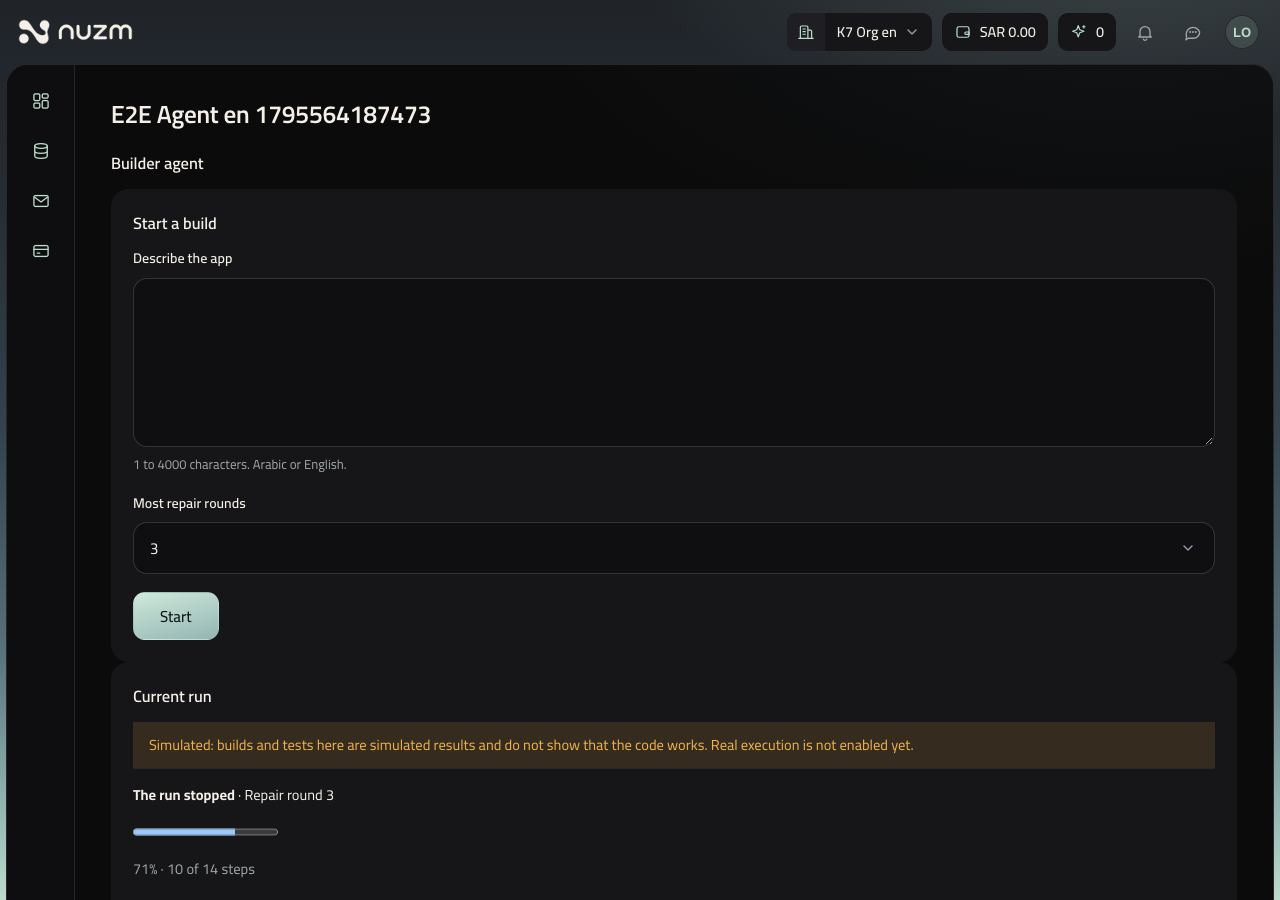 nuzm
K7 Org en
SAR 0.00
0
LO
E2E Agent en 1795564187473
Builder agent
Start a build
Describe the app
1 to 4000 characters. Arabic or English.
Most repair rounds
3
Start
Current run
Simulated: builds and tests here are simulated results and do not show that the code works. Real execution is not enabled yet.
The run stopped · Repair round 3
71% · 10 of 14 steps